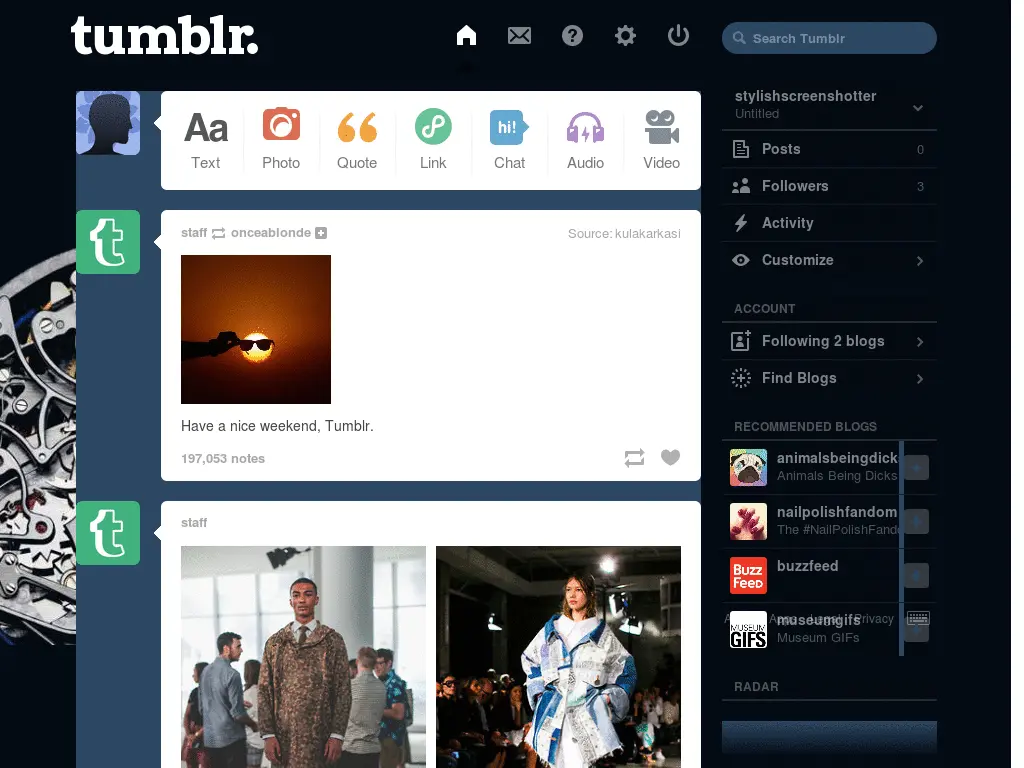 tumblr.
Search Tumblr
Aa
hi!
Text
Photo
Quote
Link
Chat
Audio
Video
staff onceablonde
Source: kulakarkasi
Have a nice weekend, Tumblr.
197,053 notes
staff
stylishscreenshotter
Untitled
Posts 0
Followers 3
Activity
Customize
ACCOUNT
Following 2 blogs
Find Blogs
RECOMMENDED BLOGS
animalsbeingdick
Animals Being Dicks
nailpolishfandom
The #NailPolishFand
Buzz
Feed
buzzfeed
MUSEUM
GIFS
museumgifs
Privacy
Museum GIFs
RADAR